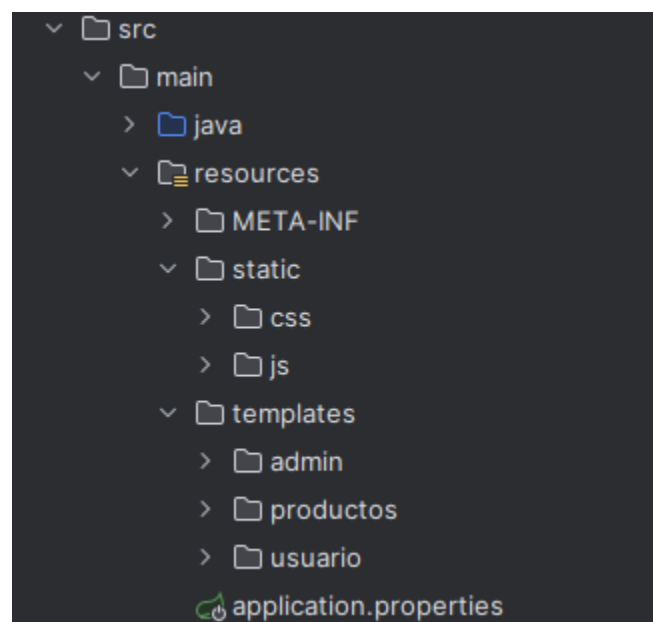 src
main
java
resources
META-INF
static
css
js
templates
admin
productos
usuario
application.properties